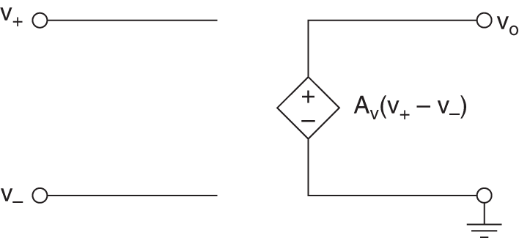 v₊
vₒ
+
−
Aᵥ(v₊ − v₋)
v₋